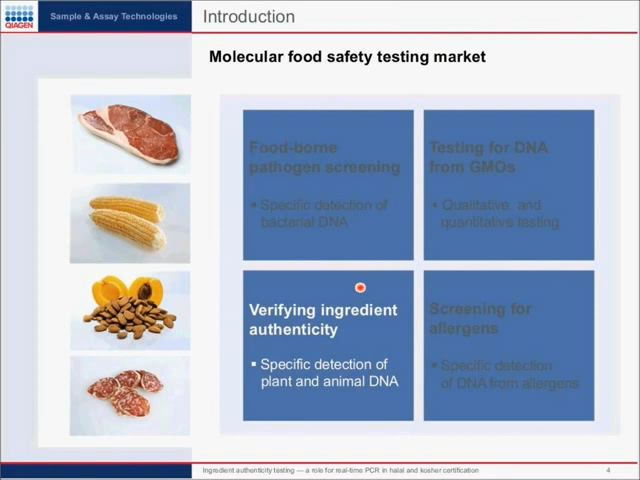 Sample & Assay Technologies
Introduction
QIAGEN
Molecular food safety testing market
Food-borne
pathogen screening
▪ Specific detection of
bacterial DNA
Testing for DNA
from GMOs
▪ Qualitative and
quantitative testing
Verifying ingredient
authenticity
▪ Specific detection of
plant and animal DNA
Screening for
allergens
▪ Specific detection
of DNA from allergens
Ingredient authenticity testing — a role for real-time PCR in halal and kosher certification
4